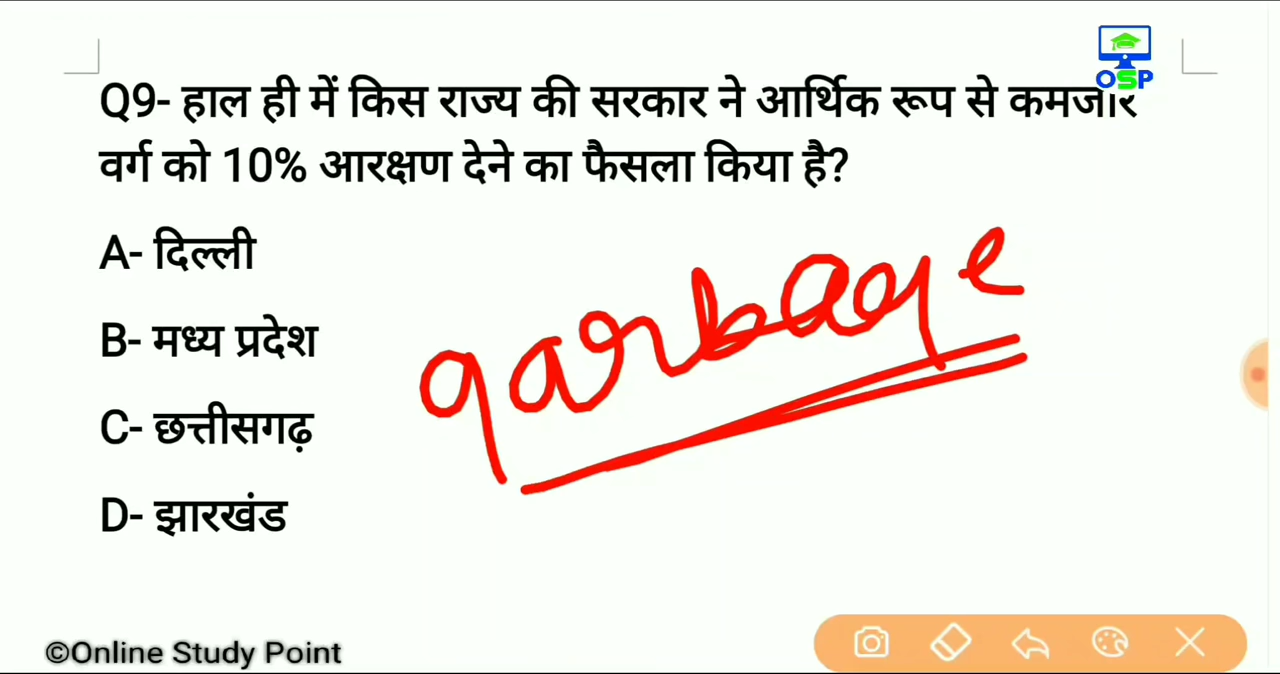 OSP
Q9- हाल ही में किस राज्य की सरकार ने आर्थिक रूप से कमजोर
वर्ग को 10% आरक्षण देने का फैसला किया है?
A- दिल्ली
B- मध्य प्रदेश
C- छत्तीसगढ़
D- झारखंड
garbage
©Online Study Point